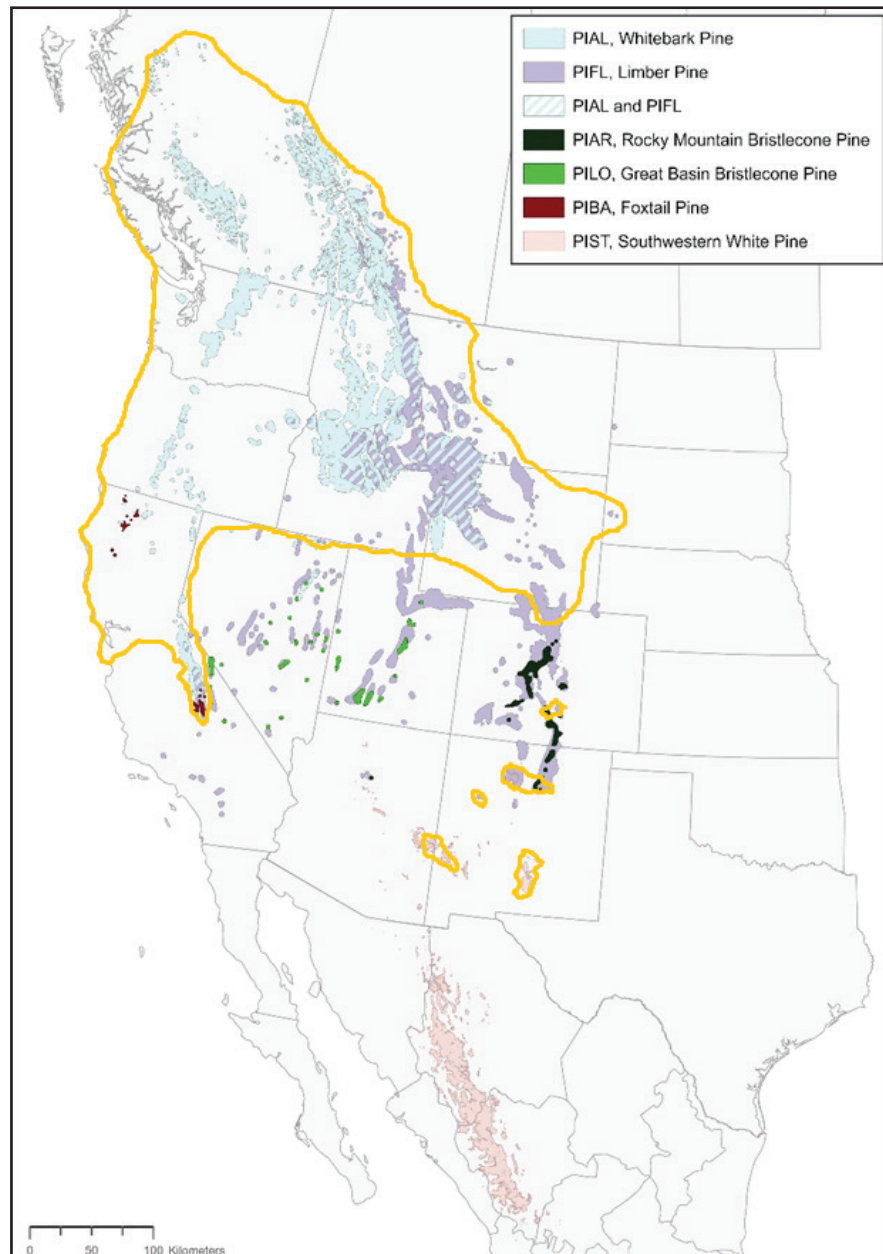 PIAL, Whitebark Pine
PIFL, Limber Pine
PIAL and PIFL
PIAR, Rocky Mountain Bristlecone Pine
PILO, Great Basin Bristlecone Pine
PIBA, Foxtail Pine
PIST, Southwestern White Pine
0 50 100 Kilometers